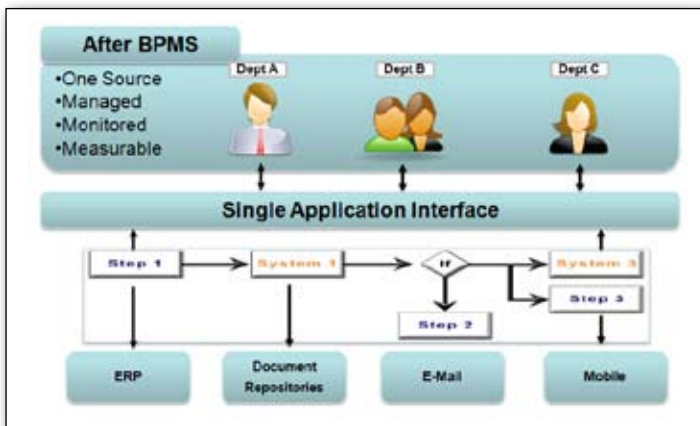 After BPMS
•One Source
•Managed
•Monitored
•Measurable
Dept A
Dept B
Dept C
Single Application Interface
Step 1
System 1
If
System 3
Step 3
Step 2
ERP
Document
Repositories
E-Mail
Mobile